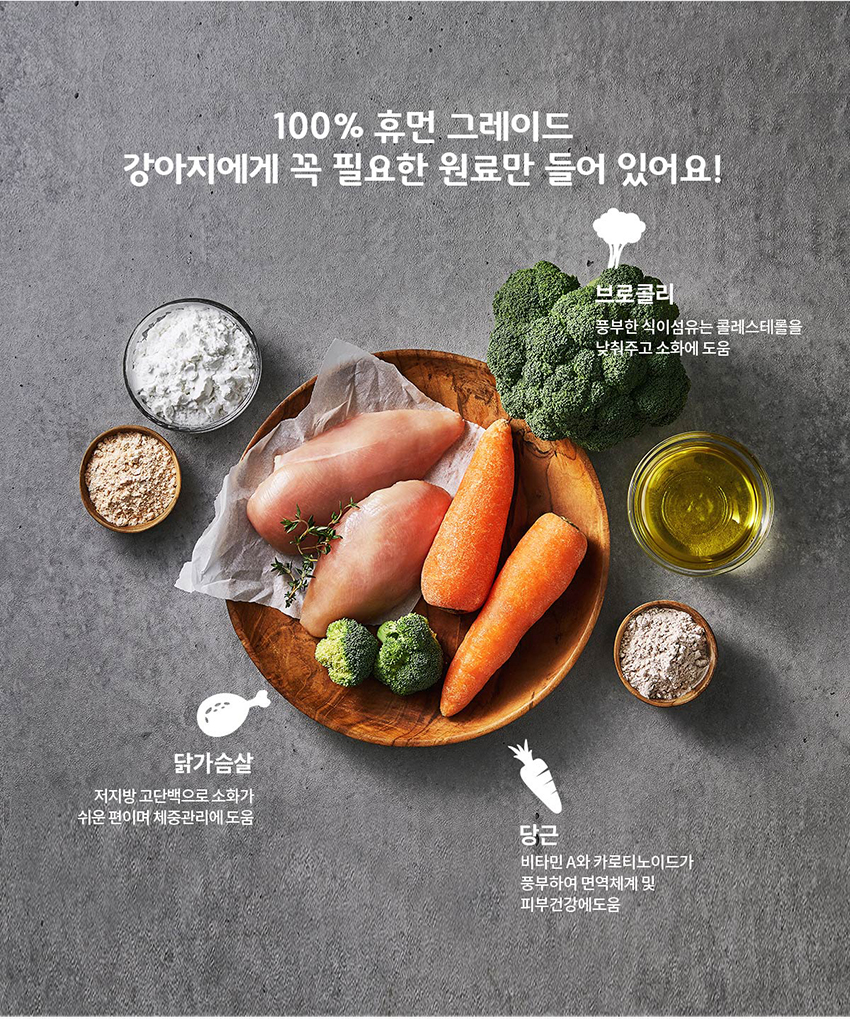 100% 휴먼 그레이드
강아지에게 꼭 필요한 원료만 들어 있어요!
브로콜리
풍부한 식이섬유는 콜레스테롤을
낮춰주고 소화에 도움
닭가슴살
저지방 고단백으로 소화가
쉬운 편이며 체중관리에 도움
당근
비타민 A와 카로티노이드가
풍부하여 면역체계 및
피부건강에도움